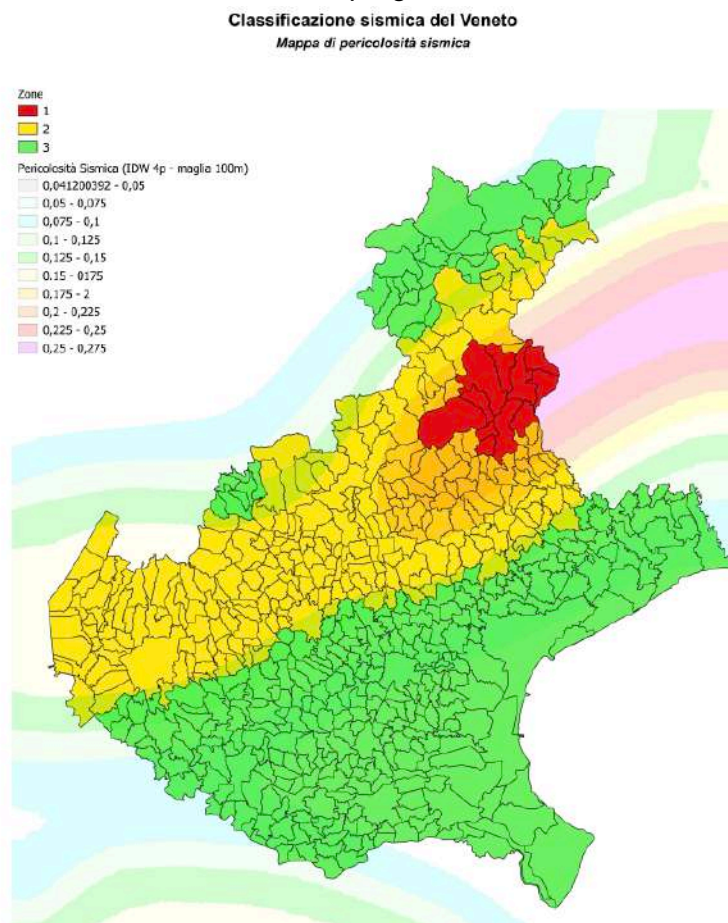 Classificazione sismica del Veneto
Mappa di pericolosità sismica
Zone
1
2
3
Pericolosità Sismica (IDW 4p - maglia 100m)
0,041200392 - 0,05
0,05 - 0,075
0,075 - 0,1
0,1 - 0,125
0,125 - 0,15
0,15 - 0175
0,175 - 2
0,2 - 0,225
0,225 - 0,25
0,25 - 0,275